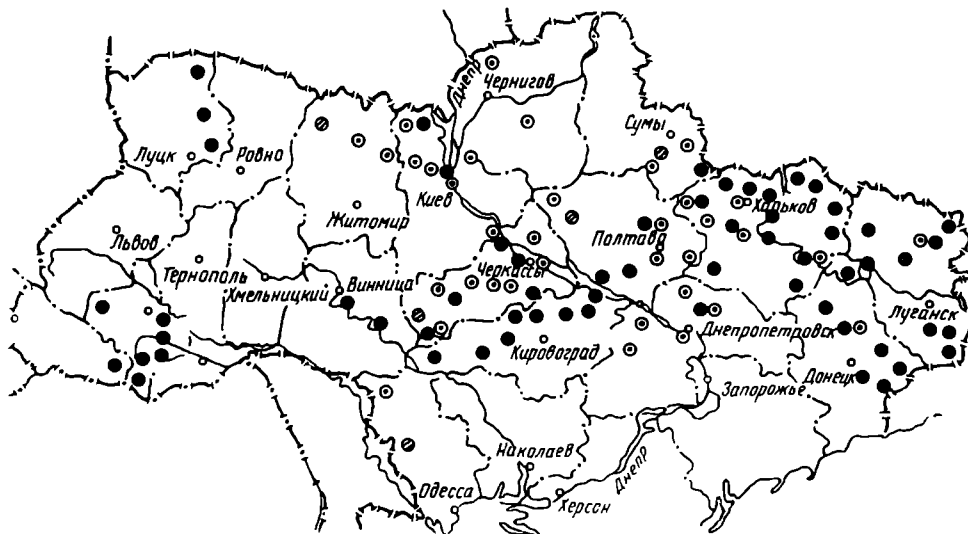 Днепр
Чернигов
Сумы
Луцк
Ровно
Киев
Харьков
Житомир
Львов
Полтава
Тернополь
Черкассы
Хмельницкий
Винница
Луганск
Днепропетровск
Кировоград
Донецк
Запорожье
Николаев
Днепр
Одесса
Херсон